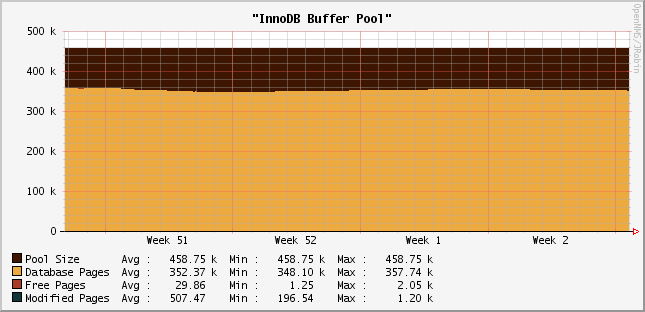 "InnoDB Buffer Pool"
OpenNMS/JRobin
500 k
400 k
300 k
200 k
100 k
0
Week 51 Week 52 Week 1 Week 2
Pool Size Avg : 458.75 k Min : 458.75 k Max : 458.75 k
Database Pages Avg : 352.37 k Min : 348.10 k Max : 357.74 k
Free Pages Avg : 29.86 Min : 1.25 Max : 2.05 k
Modified Pages Avg : 507.47 Min : 196.54 Max : 1.20 k